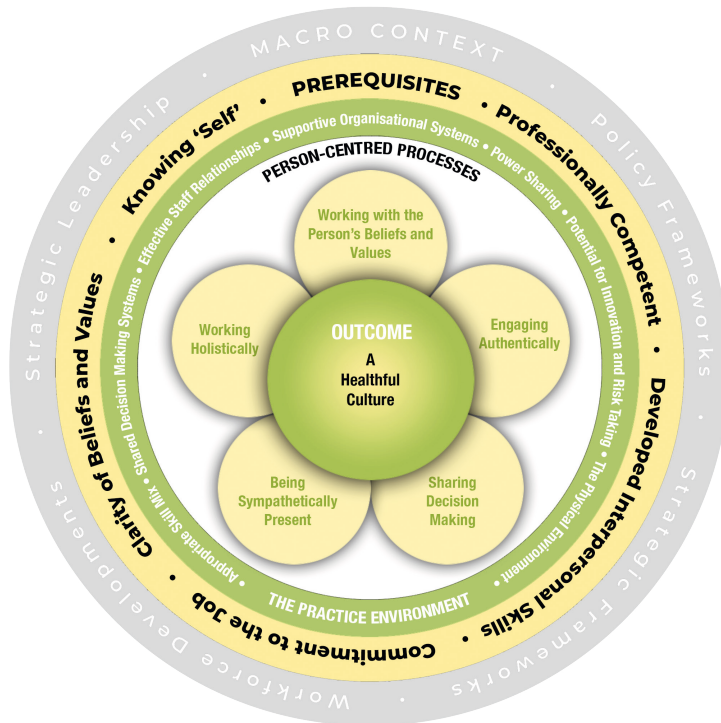 MACRO CONTEXT • Policy Frameworks • Strategic Frameworks • Workforce Developments • Strategic Leadership •
PREREQUISITES • Professionally Competent • Developed Interpersonal Skills • Commitment to the Job • Clarity of Beliefs and Values • Knowing ‘Self’ •
THE PRACTICE ENVIRONMENT • Appropriate Skill Mix • Shared Decision Making Systems • Effective Staff Relationships • Supportive Organisational Systems • Power Sharing • Potential for Innovation and Risk Taking • The Physical Environment •
PERSON-CENTRED PROCESSES
Working with the
Person’s Beliefs and
Values
Engaging
Authentically
Sharing
Decision
Making
Being
Sympathetically
Present
Working
Holistically
OUTCOME
A
Healthful
Culture